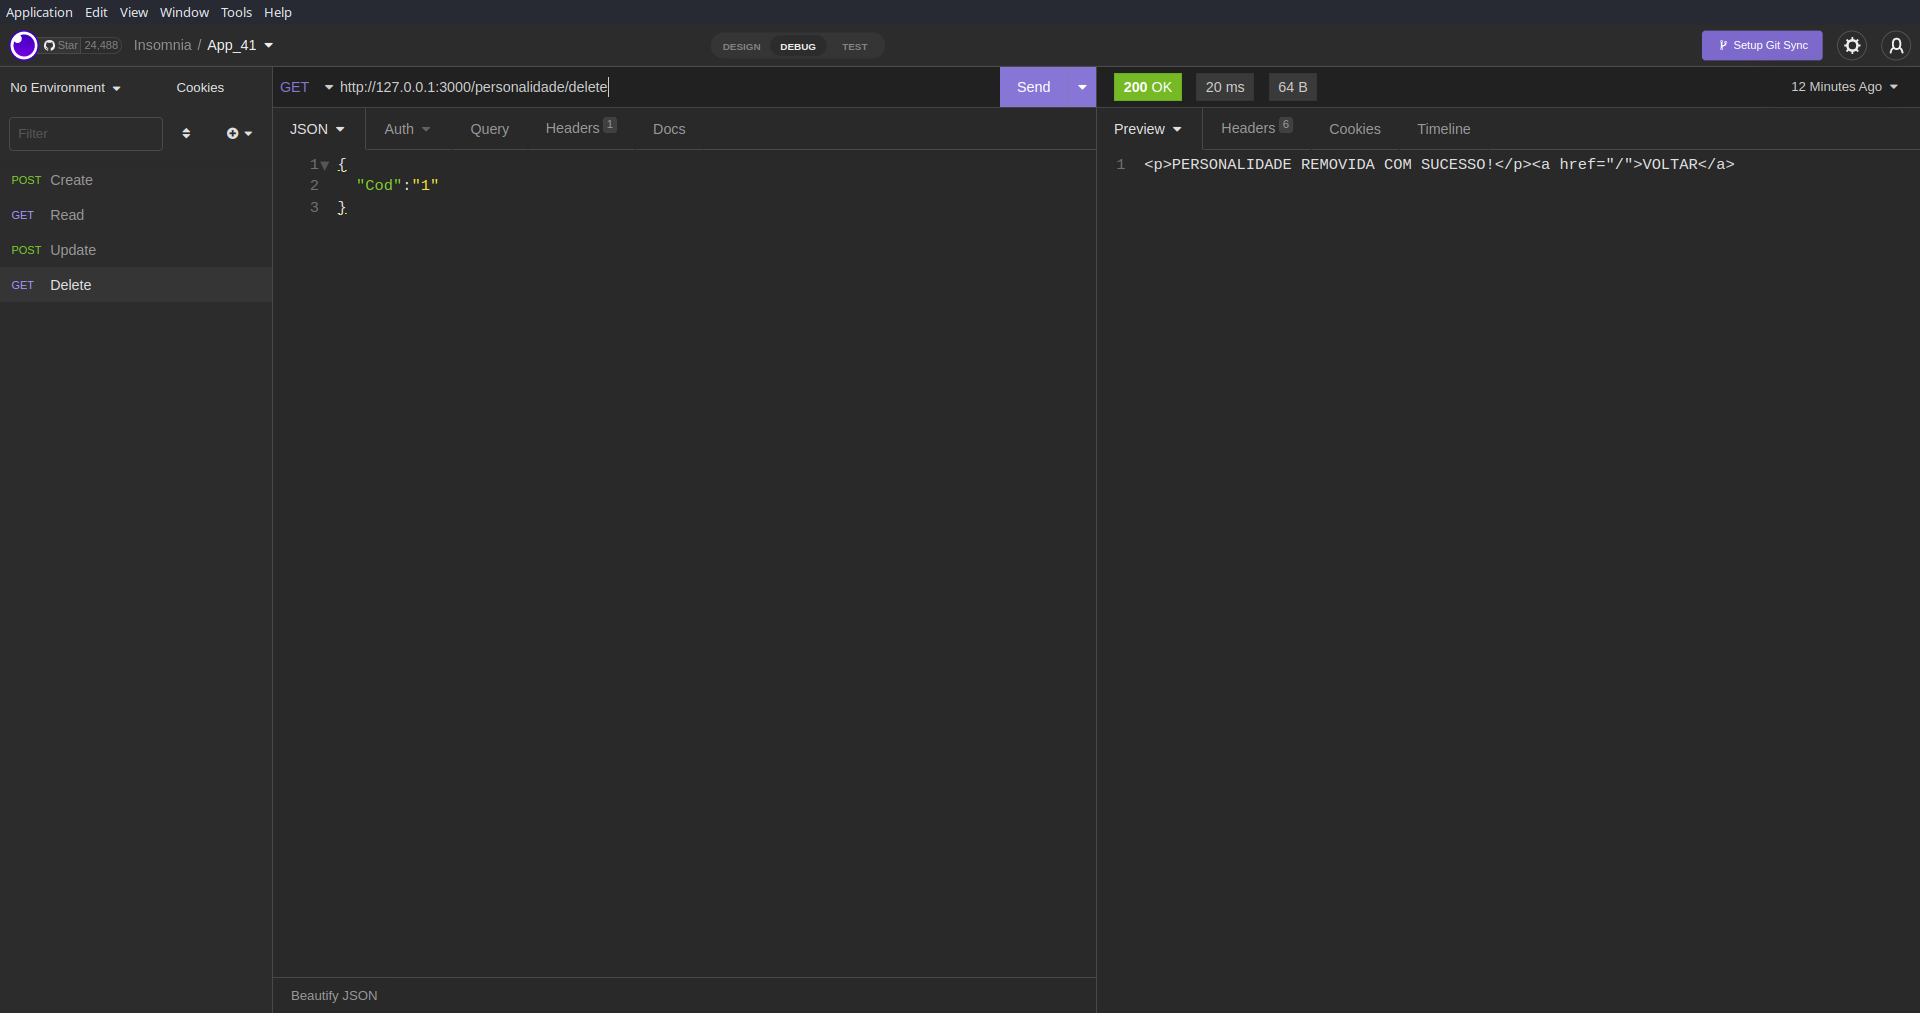 Application Edit View Window Tools Help
Star 24,488 Insomnia / App_41 DESIGN DEBUG TEST Setup Git Sync
No Environment Cookies
Filter
POST Create
GET Read
POST Update
GET Delete
GET http://127.0.0.1:3000/personalidade/delete Send
JSON Auth Query Headers 1 Docs
1 {
2 "Cod":"1"
3 }
Beautify JSON
200 OK 20 ms 64 B 12 Minutes Ago
Preview Headers 6 Cookies Timeline
1 <p>PERSONALIDADE REMOVIDA COM SUCESSO!</p><a href="/">VOLTAR</a>